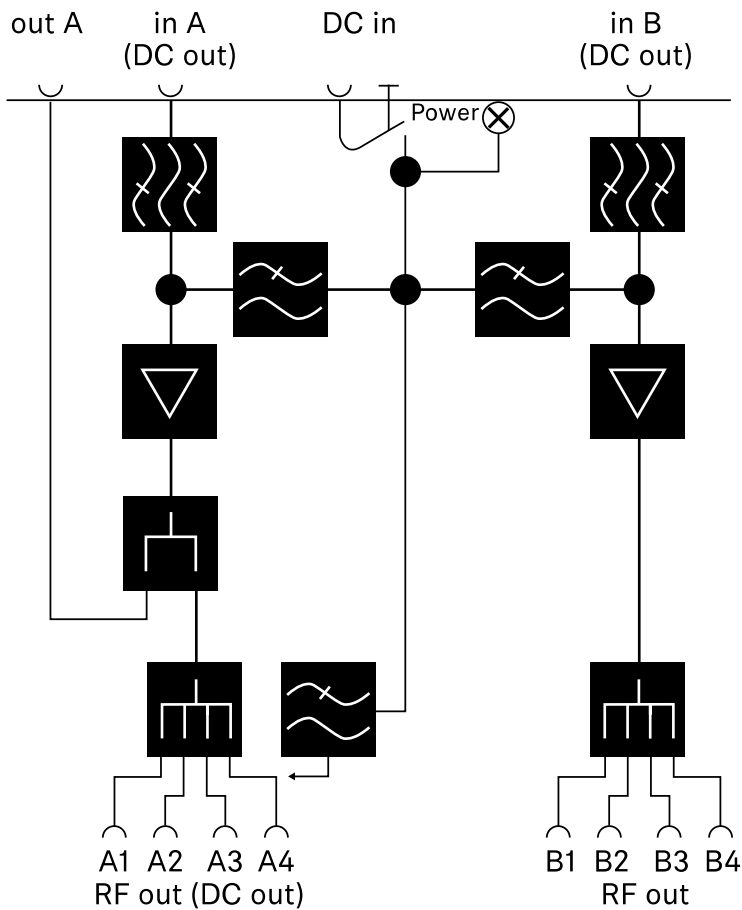 out A
in A
(DC out)
DC in
in B
(DC out)
Power
A1 A2 A3 A4
RF out (DC out)
B1 B2 B3 B4
RF out